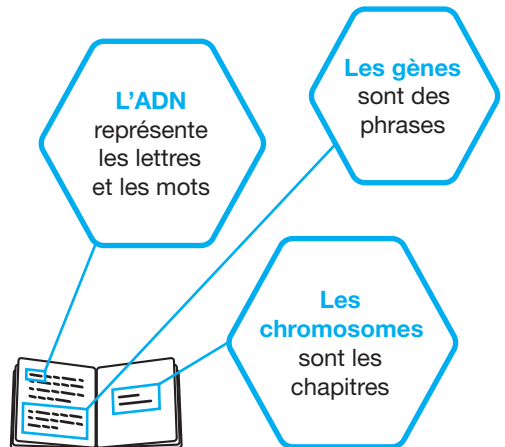 L’ADN
représente
les lettres
et les mots
Les gènes
sont des
phrases
Les
chromosomes
sont les
chapitres